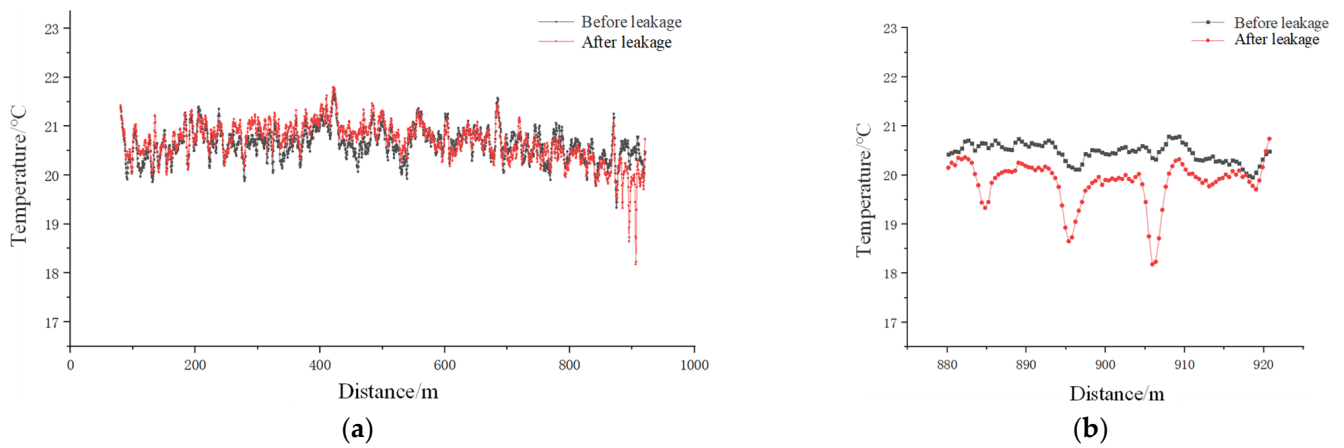 Before leakage
After leakage
23
22
21
20
19
18
17
Temperature/°C
0
200
400
600
800
1000
Distance/m
(a)
Before leakage
After leakage
23
22
21
20
19
18
17
Temperature/°C
880
890
900
910
920
Distance/m
(b)